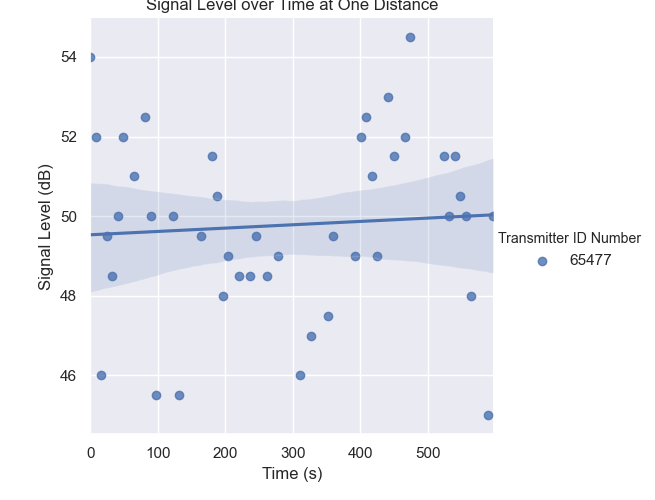 Signal Level over Time at One Distance
54
52
50
48
46
Signal Level (dB)
0 100 200 300 400 500
Time (s)
Transmitter ID Number
65477